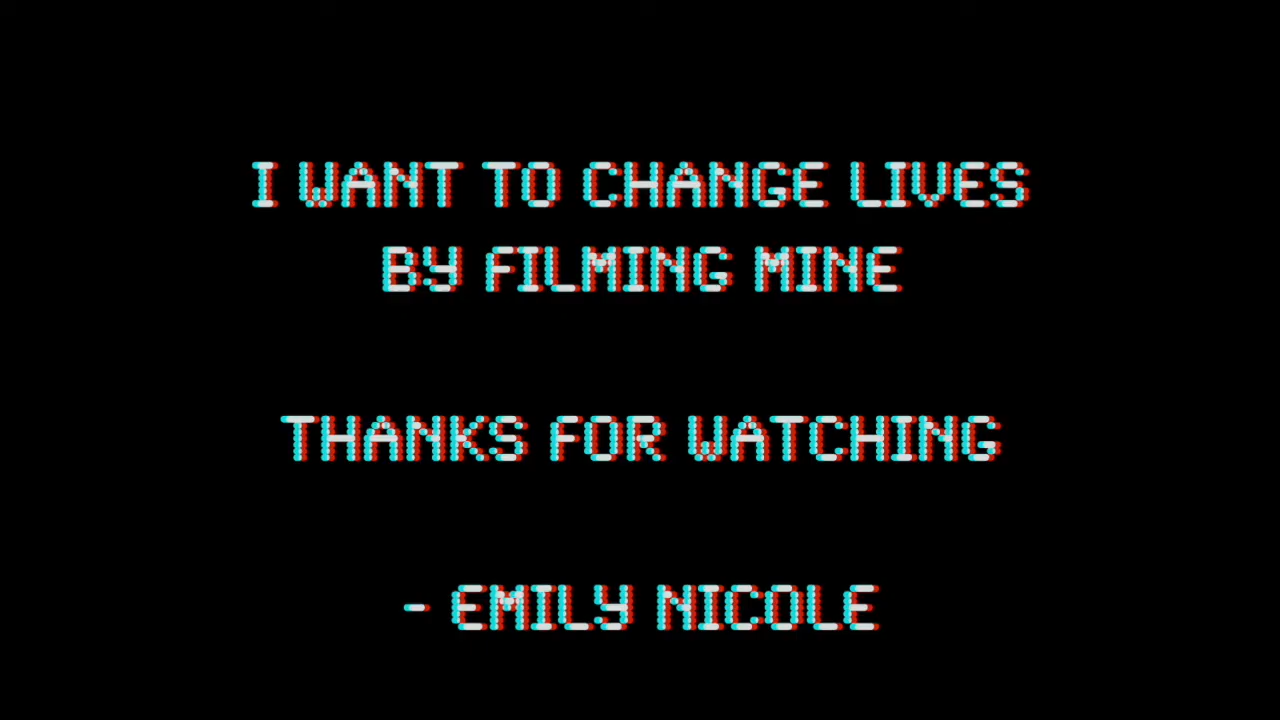 I WANT TO CHANGE LIVES
BY FILMING MINE
THANKS FOR WATCHING
- EMILY NICOLE